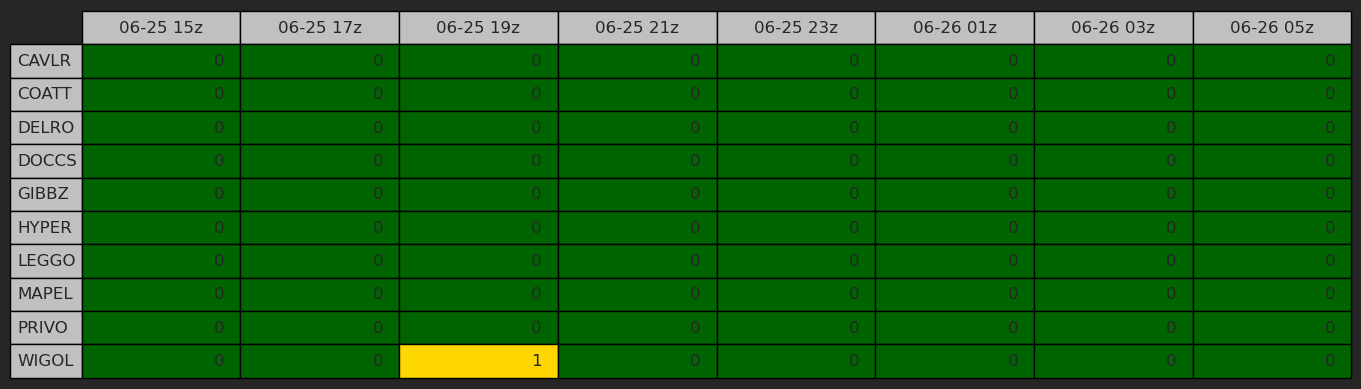 06-25 15z 06-25 17z 06-25 19z 06-25 21z 06-25 23z 06-26 01z 06-26 03z 06-26 05z
CAVLR 0 0 0 0 0 0 0 0
COATT 0 0 0 0 0 0 0 0
DELRO 0 0 0 0 0 0 0 0
DOCCS 0 0 0 0 0 0 0 0
GIBBZ 0 0 0 0 0 0 0 0
HYPER 0 0 0 0 0 0 0 0
LEGGO 0 0 0 0 0 0 0 0
MAPEL 0 0 0 0 0 0 0 0
PRIVO 0 0 0 0 0 0 0 0
WIGOL 0 0 1 0 0 0 0 0